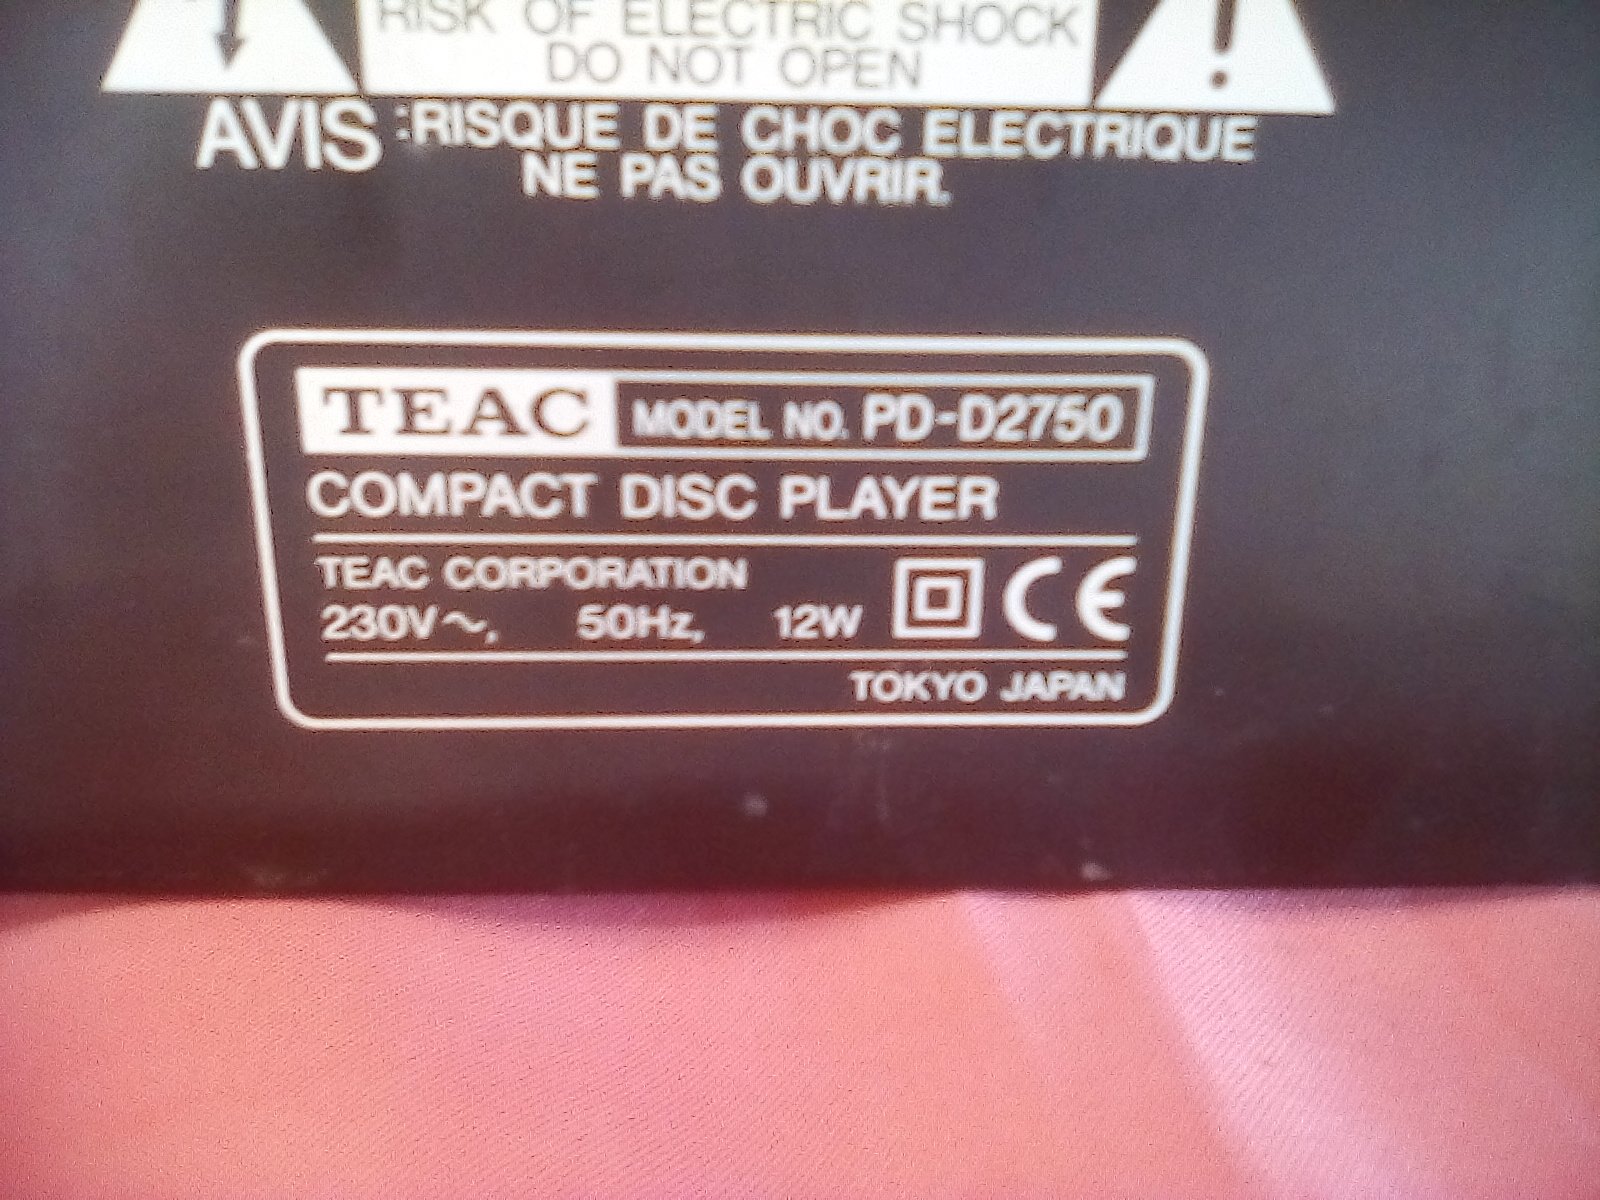 RISK OF ELECTRIC SHOCK
DO NOT OPEN
AVIS :RISQUE DE CHOC ELECTRIQUE
NE PAS OUVRIR.
TEAC MODEL NO. PD-D2750
COMPACT DISC PLAYER
TEAC CORPORATION
230V~, 50Hz, 12W CE
TOKYO JAPAN